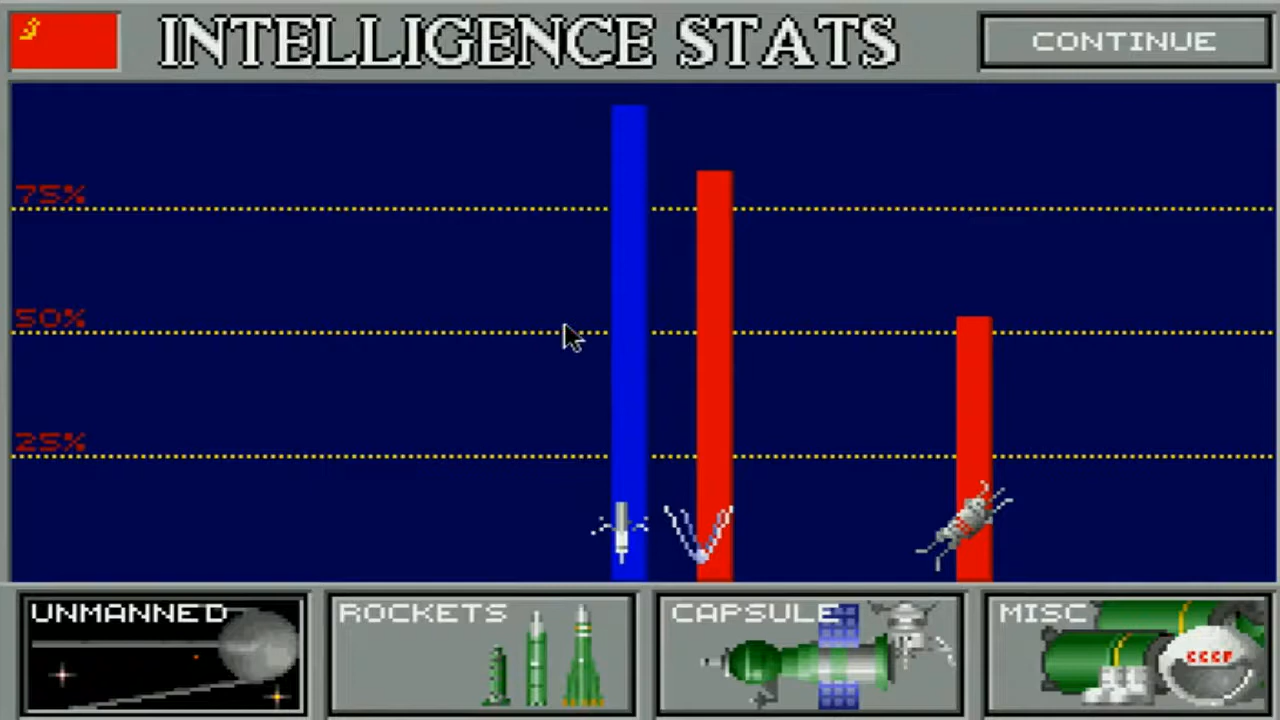 INTELLIGENCE STATS
CONTINUE
75%
50%
25%
UNMANNED
ROCKETS
CAPSULE
MISC
CCCP